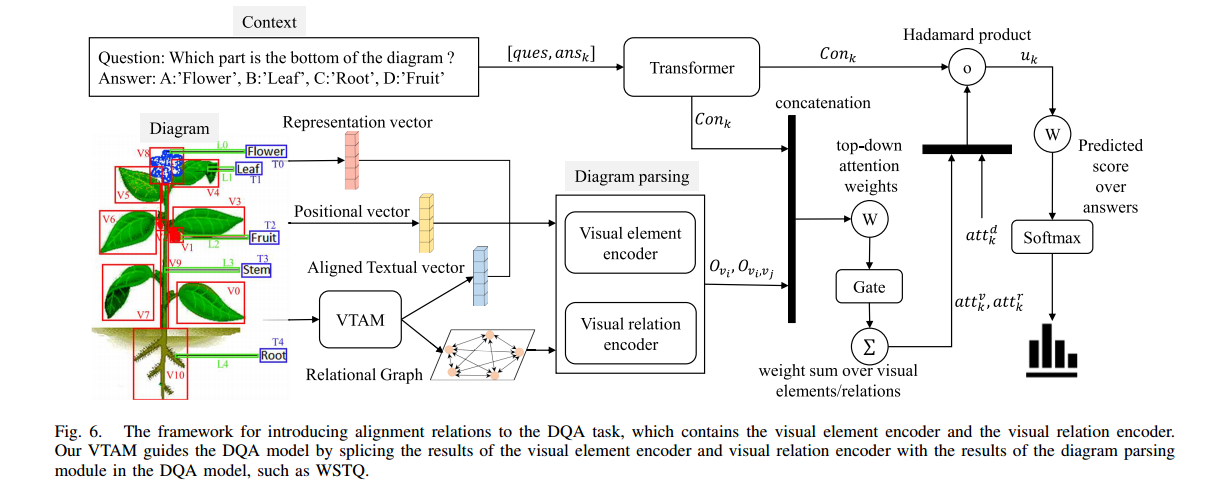 Context
Question: Which part is the bottom of the diagram ?
Answer: A:'Flower', B:'Leaf', C:'Root', D:'Fruit'
[ques, ans_k]
Transformer
Con_k
Hadamard product
o
u_k
Con_k
concatenation
Diagram
Representation vector
V8
L0
Flower
T0
Leaf
L1
T1
V5
V4
V6
V3
T2
Fruit
V1
L2
V9
L3
T3
Stem
V7
V0
T4
Root
L4
V10
Positional vector
Aligned Textual vector
VTAM
Relational Graph
Diagram parsing
Visual element
encoder
Visual relation
encoder
O_{v_i}, O_{v_i,v_j}
top-down
attention
weights
W
Gate
Σ
weight sum over visual
elements/relations
att_k^d
att_k^v, att_k^r
W
Predicted
score
over
answers
Softmax
Fig. 6. The framework for introducing alignment relations to the DQA task, which contains the visual element encoder and the visual relation encoder.
Our VTAM guides the DQA model by splicing the results of the visual element encoder and visual relation encoder with the results of the diagram parsing
module in the DQA model, such as WSTQ.